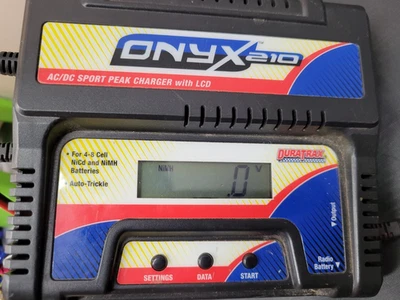 ONYX 210
AC/DC SPORT PEAK CHARGER with LCD
• For 4-8 Cell
NiCd and NiMH
Batteries
• Auto-Trickle
DURATRAX
NiMH
.0 V
Output
Radio
Battery
SETTINGS DATA START